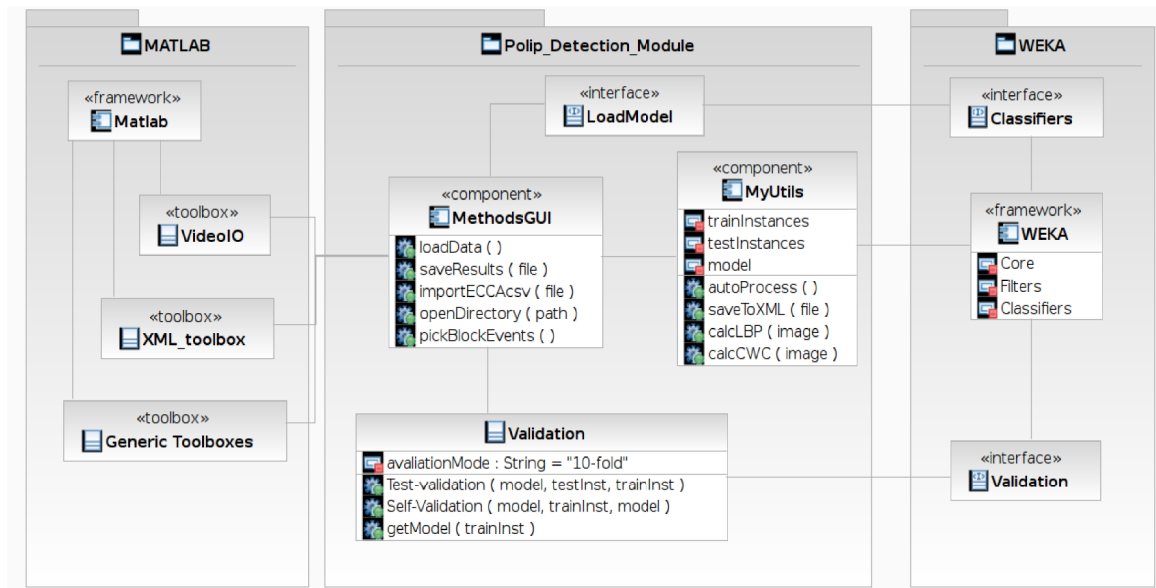 MATLAB
«framework»
Matlab
«toolbox»
VideoIO
«toolbox»
XML_toolbox
«toolbox»
Generic Toolboxes
Polip_Detection_Module
«interface»
LoadModel
«component»
MethodsGUI
loadData ( )
saveResults ( file )
importECCAcsv ( file )
openDirectory ( path )
pickBlockEvents ( )
«component»
MyUtils
trainInstances
testInstances
model
autoProcess ( )
saveToXML ( file )
calcLBP ( image )
calcCWC ( image )
Validation
avaliationMode : String = "10-fold"
Test-validation ( model, testInst, trainInst )
Self-Validation ( model, trainInst, model )
getModel ( trainInst )
WEKA
«interface»
Classifiers
«framework»
WEKA
Core
Filters
Classifiers
«interface»
Validation